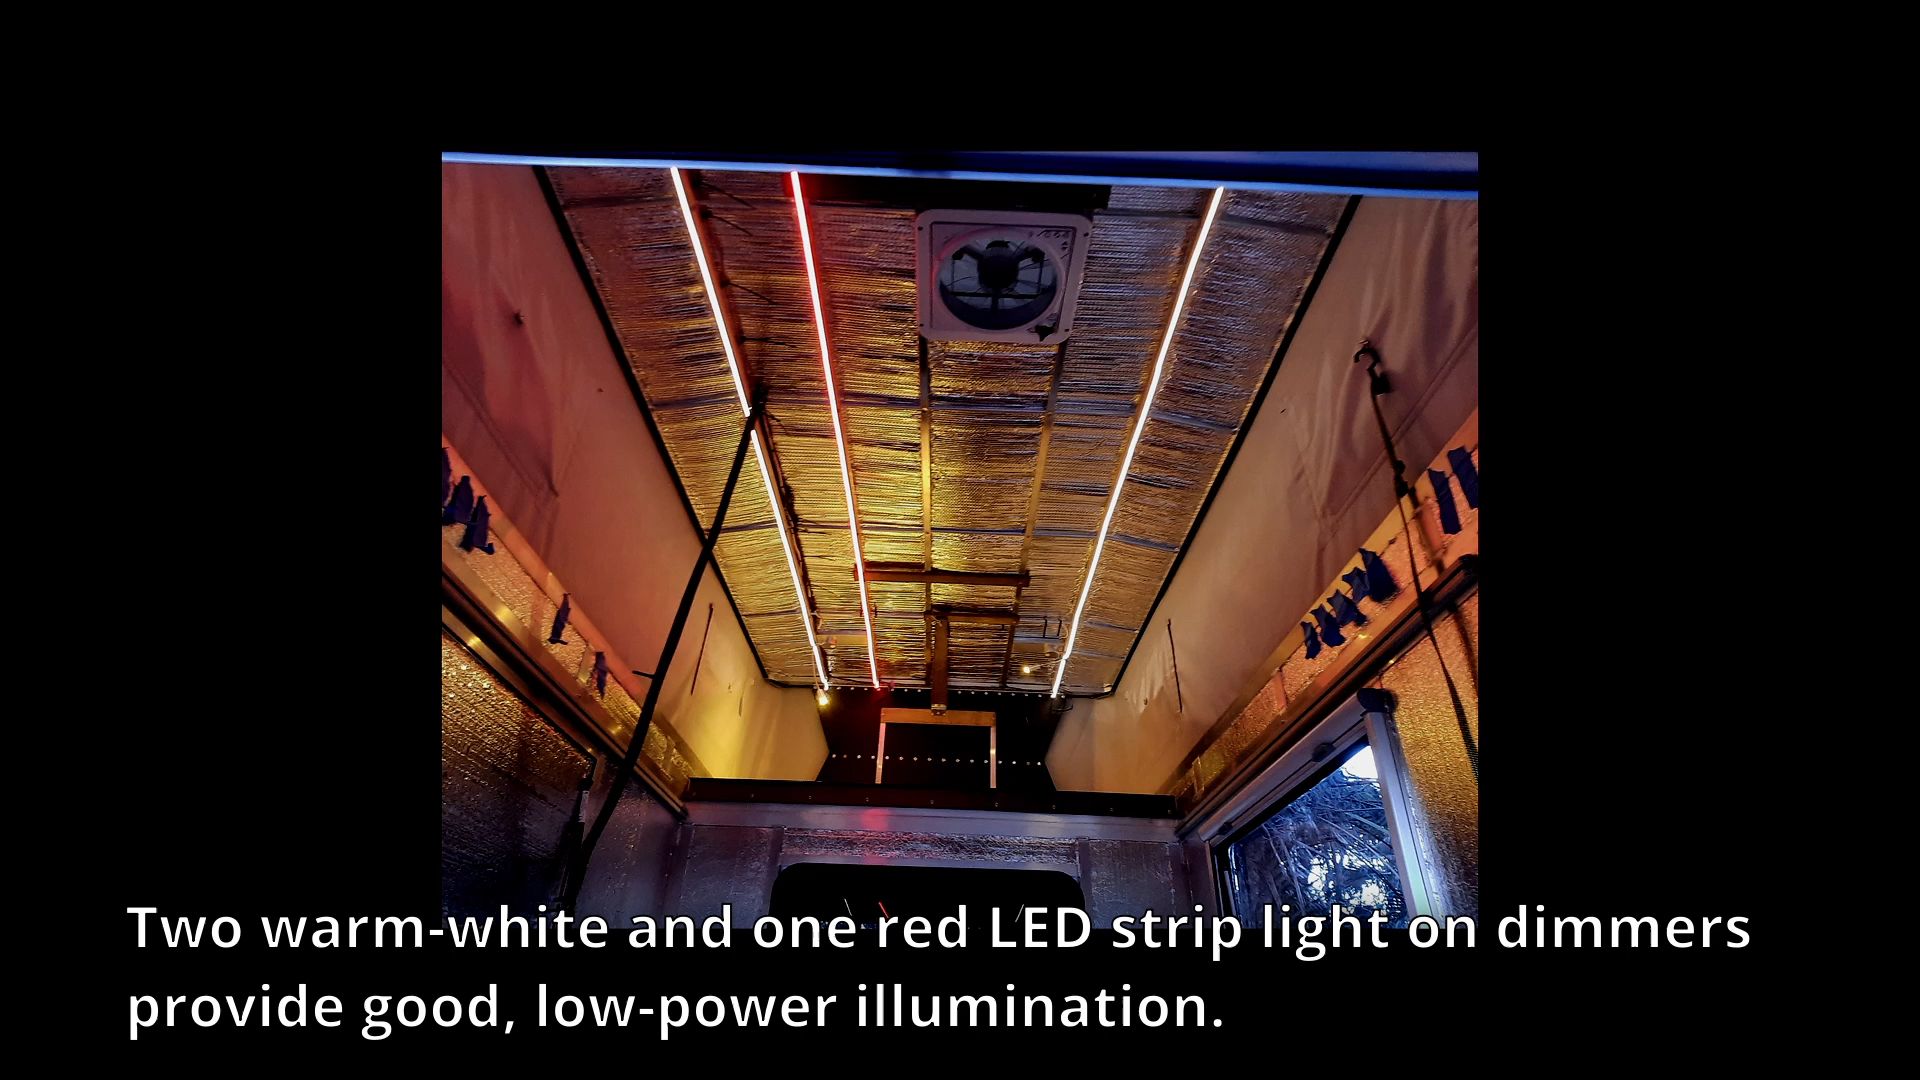 Two warm-white and one red LED strip light on dimmers
provide good, low-power illumination.